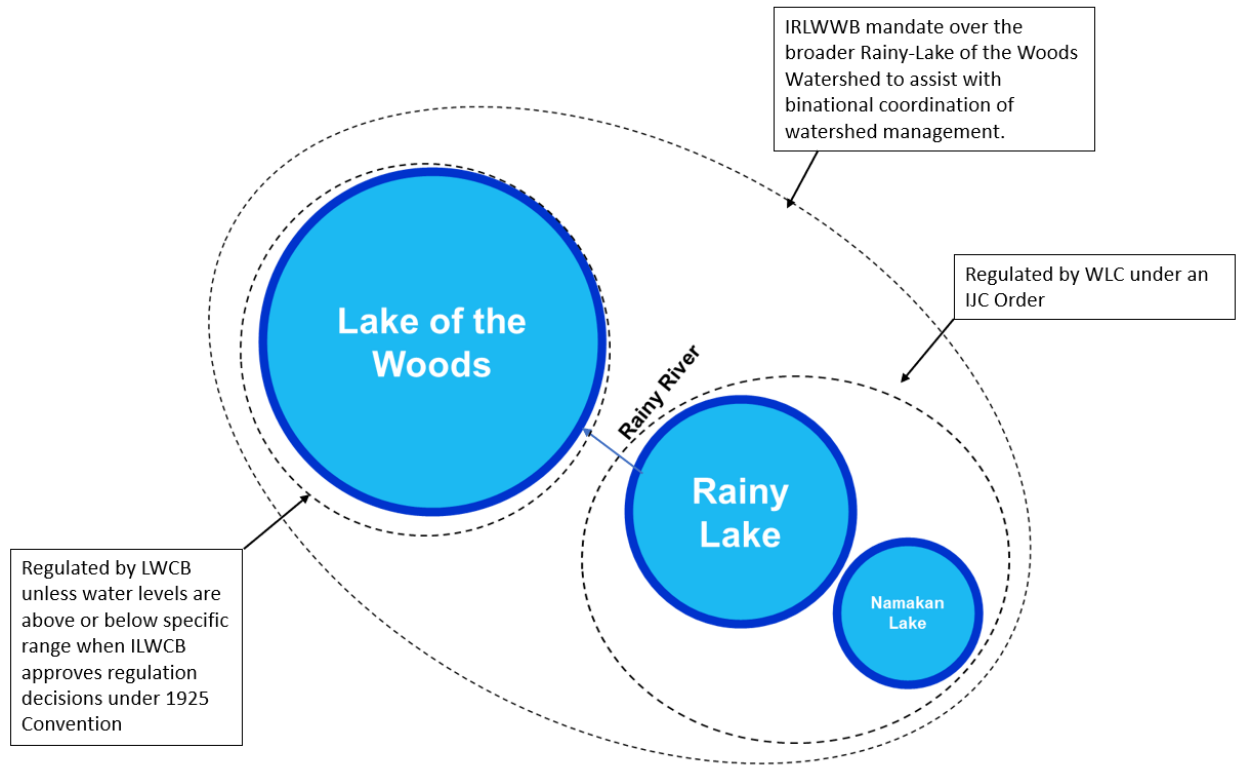 IRLWWB mandate over the
broader Rainy-Lake of the Woods
Watershed to assist with
binational coordination of
watershed management.
Regulated by WLC under an
IJC Order
Lake of the
Woods
Rainy River
Rainy
Lake
Namakan
Lake
Regulated by LWCB
unless water levels are
above or below specific
range when ILWCB
approves regulation
decisions under 1925
Convention